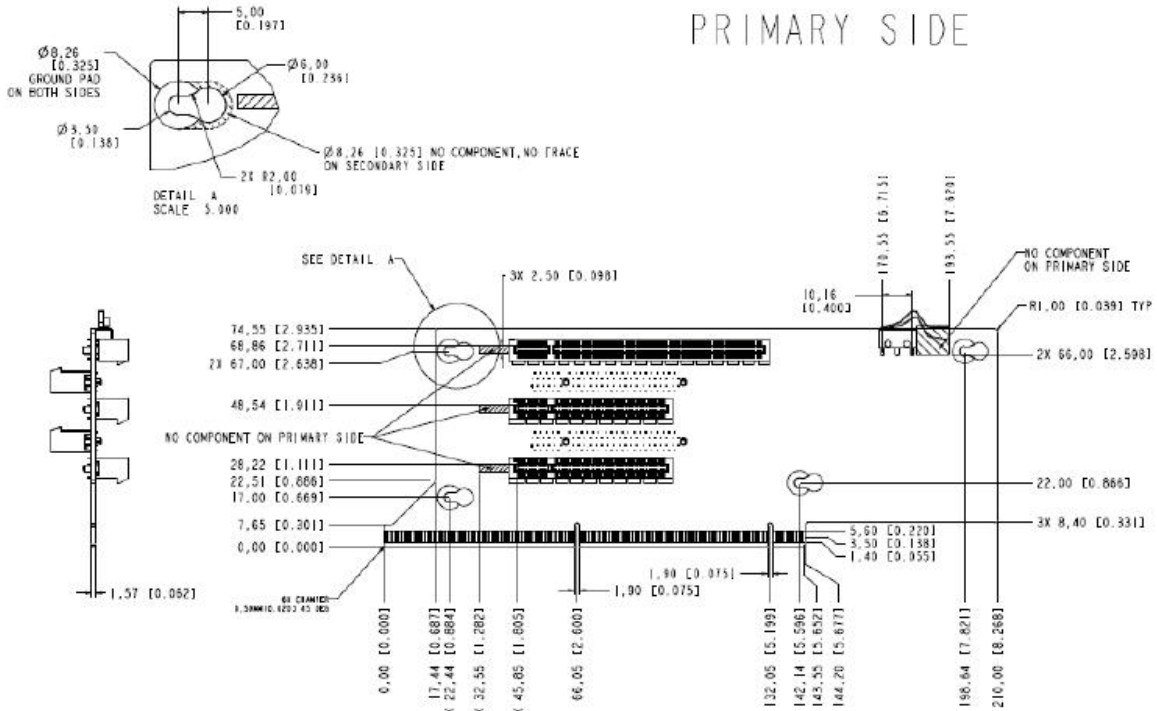 PRIMARY SIDE
5,00
[0.197]
Ø8,26
[0.325]
GROUND PAD
ON BOTH SIDES
Ø6,00
[0.236]
Ø3,50
[0.138]
Ø8,26 [0.325] NO COMPONENT, NO TRACE
ON SECONDARY SIDE
2X R2,00
[0.079]
DETAIL A
SCALE 5.000
SEE DETAIL A
3X 2,50 [0.098]
170,55 [6.715]
193,55 [7.620]
NO COMPONENT
ON PRIMARY SIDE
10,16
[0.400]
R1,00 [0.039] TYP
74,55 [2.935]
68,86 [2.711]
2X 67,00 [2.638]
2X 66,00 [2.598]
48,54 [1.911]
NO COMPONENT ON PRIMARY SIDE
28,22 [1.111]
22,51 [0.886]
17,00 [0.669]
22,00 [0.866]
7,65 [0.301]
0,00 [0.000]
3X 8,40 [0.331]
5,60 [0.220]
3,50 [0.138]
1,40 [0.055]
1,90 [0.075]
1,90 [0.075]
1,57 [0.062]
6X CHAMFER
45 DEG
0,00 [0.000]
17,44 [0.687]
22,44 [0.884]
32,55 [1.282]
45,85 [1.805]
66,05 [2.600]
132,05 [5.199]
142,14 [5.596]
143,55 [5.652]
144,20 [5.677]
198,64 [7.821]
210,00 [8.268]